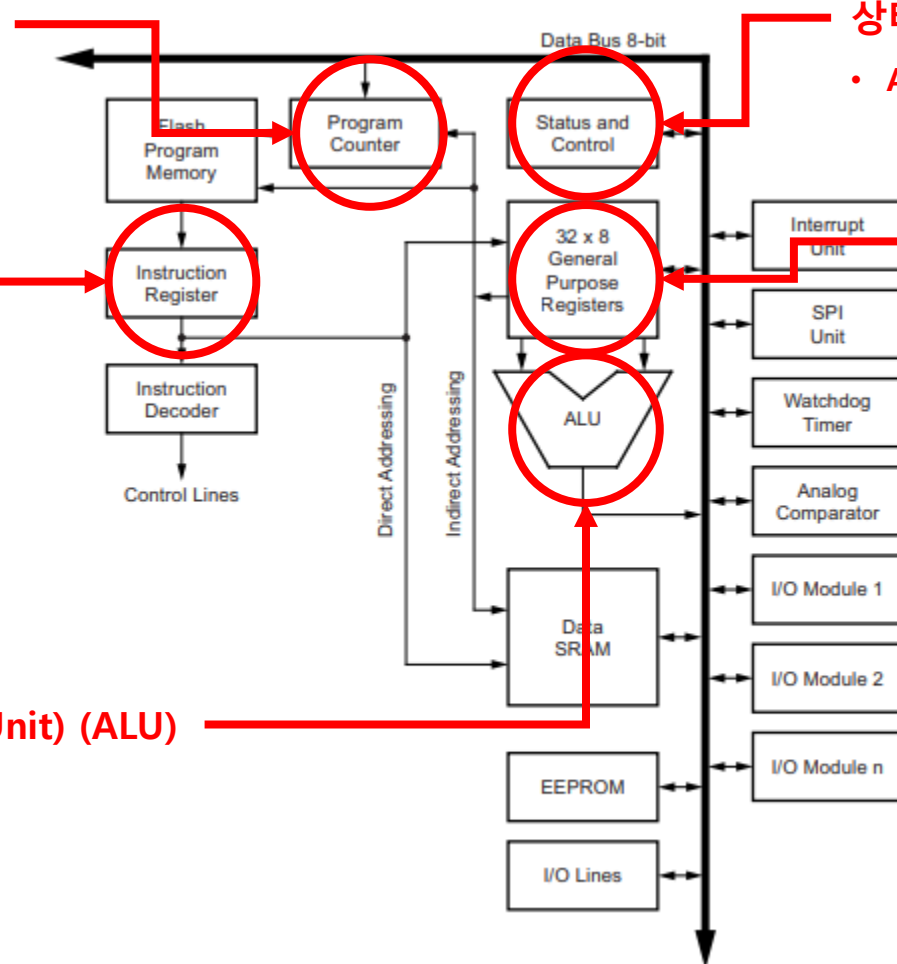 상태
• A
Data Bus 8-bit
Flash
Program
Memory
Program
Counter
Status and
Control
Instruction
Register
32 x 8
General
Purpose
Registers
Interrupt
Unit
SPI
Unit
Instruction
Decoder
ALU
Watchdog
Timer
Control Lines
Direct Addressing
Indirect Addressing
Analog
Comparator
Data
SRAM
I/O Module 1
I/O Module 2
Unit) (ALU)
EEPROM
I/O Module n
I/O Lines